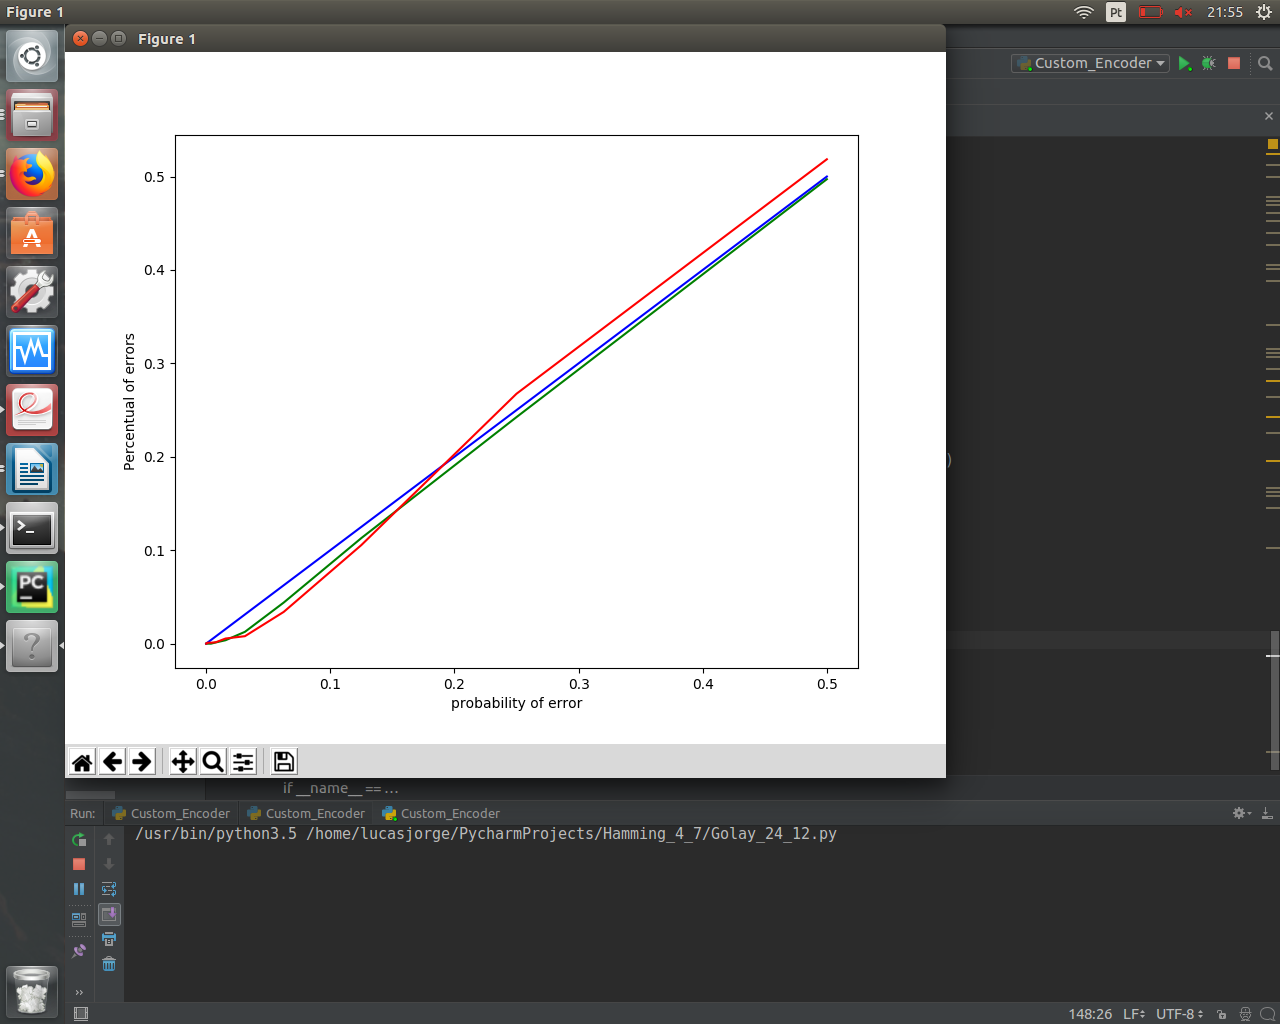 Figure 1
Pt
21:55
Figure 1
Custom_Encoder
0.5
0.4
0.3
0.2
0.1
0.0
Percentual of errors
0.0 0.1 0.2 0.3 0.4 0.5
probability of error
)
PC
if __name__ == ...
Run: Custom_Encoder Custom_Encoder Custom_Encoder
/usr/bin/python3.5 /home/lucasjorge/PycharmProjects/Hamming_4_7/Golay_24_12.py
148:26 LF UTF-8